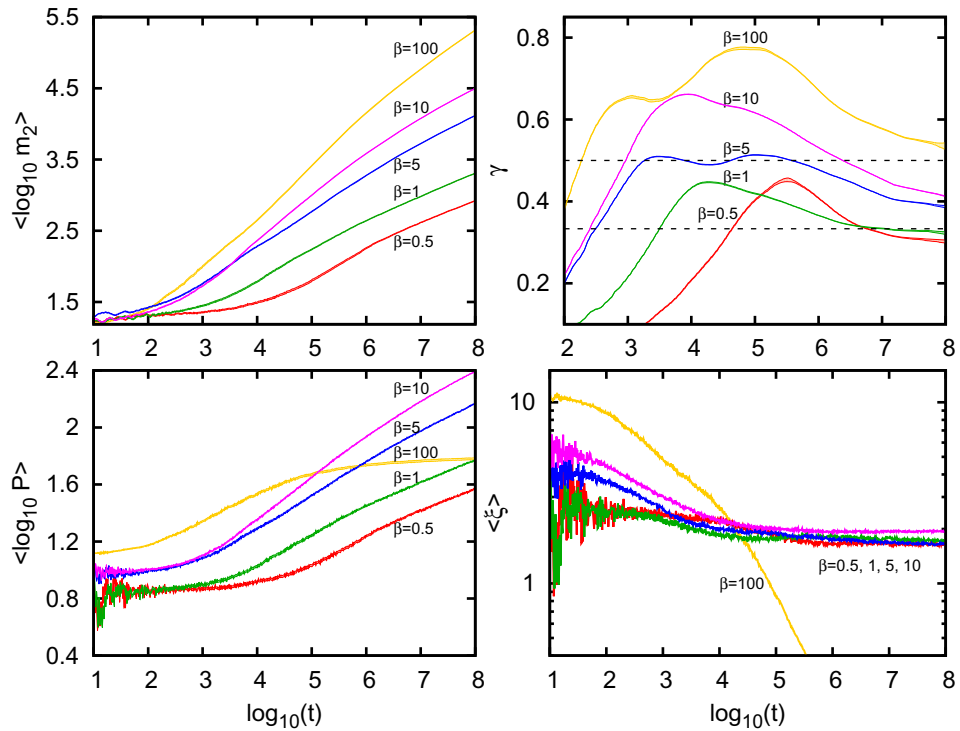 5.5
4.5
3.5
2.5
1.5
<log₁₀ m₂>
β=100
β=10
β=5
β=1
β=0.5
1 2 3 4 5 6 7 8
0.8
0.6
0.4
0.2
γ
β=100
β=10
β=5
β=1
β=0.5
2 3 4 5 6 7 8
2.4
2
1.6
1.2
0.8
0.4
<log₁₀ P>
β=10
β=5
β=100
β=1
β=0.5
1 2 3 4 5 6 7 8
log₁₀(t)
10
1
<ξ>
β=100
β=0.5, 1, 5, 10
1 2 3 4 5 6 7 8
log₁₀(t)